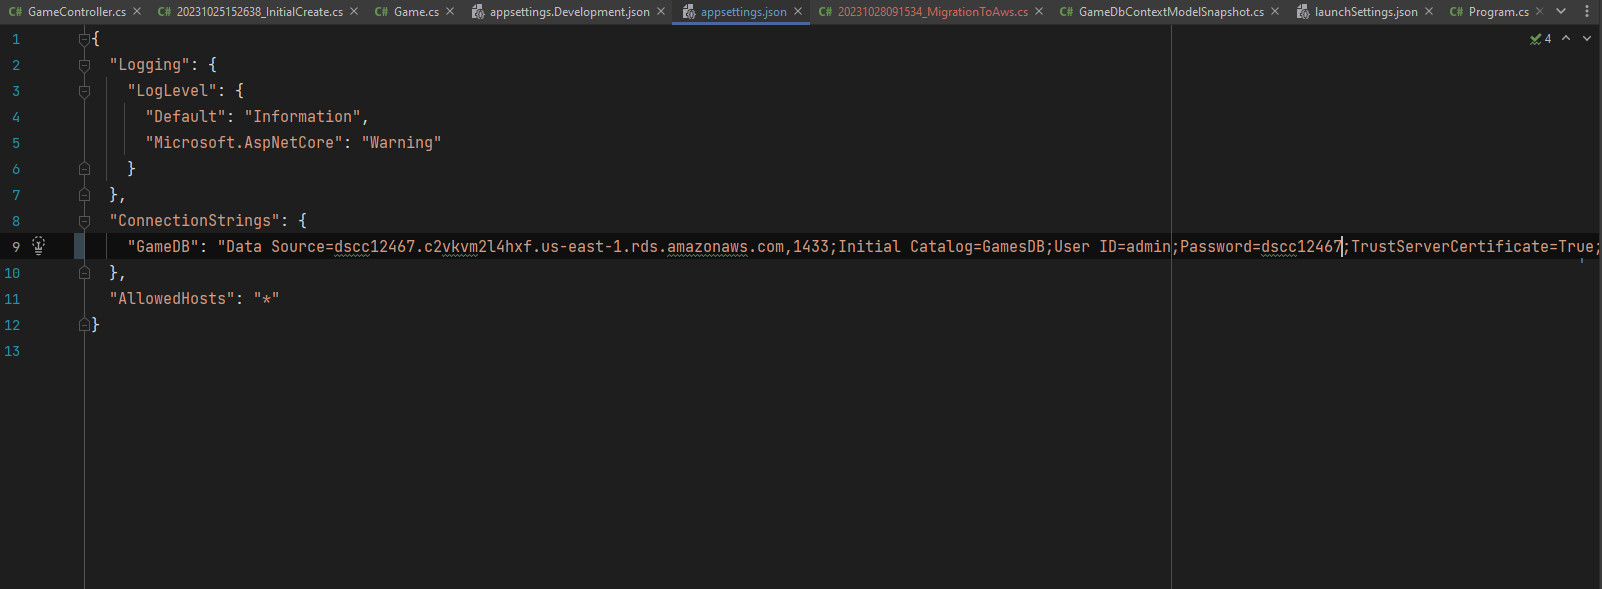 C# GameController.cs C# 20231025152638_InitialCreate.cs C# Game.cs appsettings.Development.json appsettings.json C# 20231028091534_MigrationToAws.cs C# GameDbContextModelSnapshot.cs launchSettings.json C# Program.cs
4
1 {
2 "Logging": {
3 "LogLevel": {
4 "Default": "Information",
5 "Microsoft.AspNetCore": "Warning"
6 }
7 },
8 "ConnectionStrings": {
9 "GameDB": "Data Source=dscc12467.c2vkvm2l4hxf.us-east-1.rds.amazonaws.com,1433;Initial Catalog=GamesDB;User ID=admin;Password=dscc12467;TrustServerCertificate=True;
10 },
11 "AllowedHosts": "*"
12 }
13